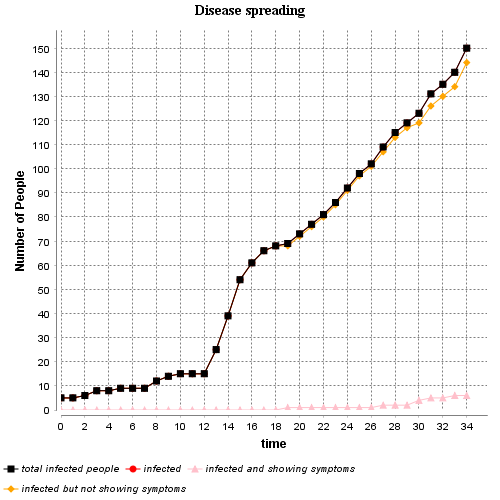 Disease spreading
150
140
130
120
110
100
90
80
70
60
50
40
30
20
10
0
Number of People
0 2 4 6 8 10 12 14 16 18 20 22 24 26 28 30 32 34
time
total infected people infected infected and showing symptoms
infected but not showing symptoms